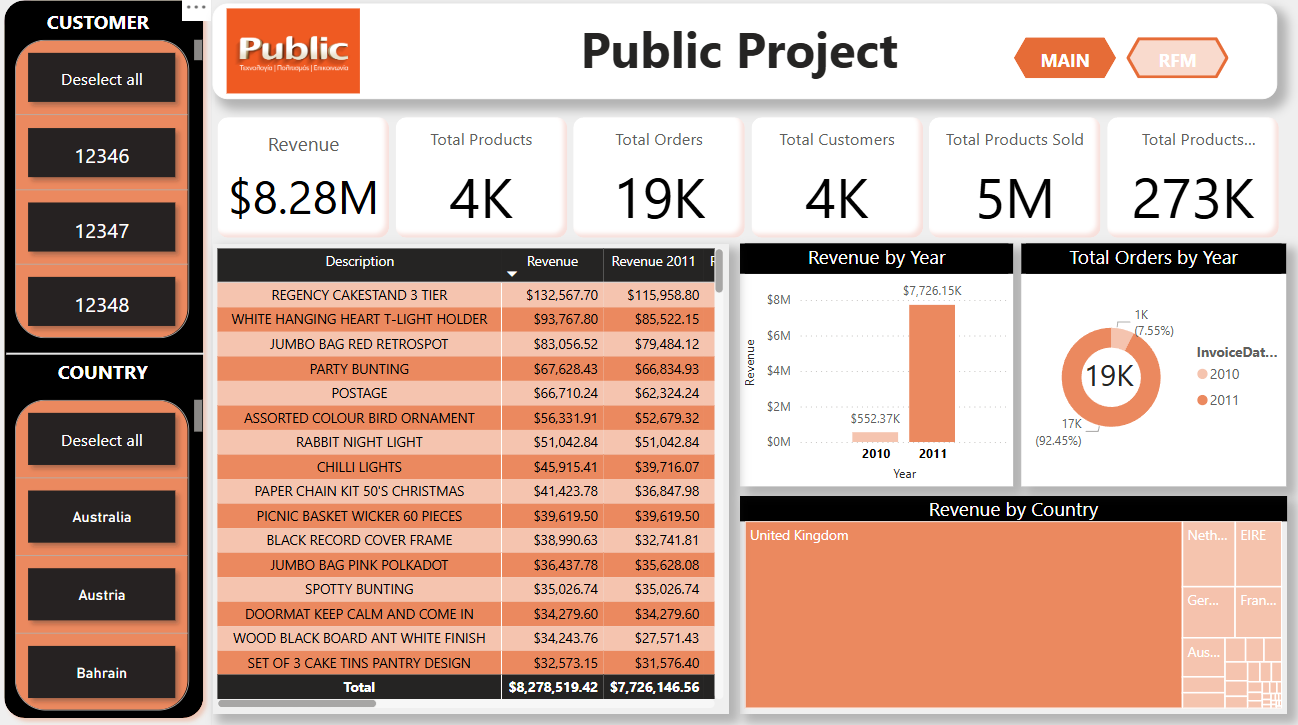 CUSTOMER
Deselect all
12346
12347
12348
COUNTRY
Deselect all
Australia
Austria
Bahrain
Public
Τεχνολογία | Πολιτισμός | Επικοινωνία
Public Project
MAIN
RFM
Revenue
$8.28M
Total Products
4K
Total Orders
19K
Total Customers
4K
Total Products Sold
5M
Total Products...
273K
Description Revenue Revenue 2011
REGENCY CAKESTAND 3 TIER $132,567.70 $115,958.80
WHITE HANGING HEART T-LIGHT HOLDER $93,767.80 $85,522.15
JUMBO BAG RED RETROSPOT $83,056.52 $79,484.12
PARTY BUNTING $67,628.43 $66,834.93
POSTAGE $66,710.24 $62,324.24
ASSORTED COLOUR BIRD ORNAMENT $56,331.91 $52,679.32
RABBIT NIGHT LIGHT $51,042.84 $51,042.84
CHILLI LIGHTS $45,915.41 $39,716.07
PAPER CHAIN KIT 50'S CHRISTMAS $41,423.78 $36,847.98
PICNIC BASKET WICKER 60 PIECES $39,619.50 $39,619.50
BLACK RECORD COVER FRAME $38,990.63 $32,741.81
JUMBO BAG PINK POLKADOT $36,437.78 $35,628.08
SPOTTY BUNTING $35,026.74 $35,026.74
DOORMAT KEEP CALM AND COME IN $34,279.60 $34,279.60
WOOD BLACK BOARD ANT WHITE FINISH $34,243.76 $27,571.43
SET OF 3 CAKE TINS PANTRY DESIGN $32,573.15 $31,576.40
Total $8,278,519.42 $7,726,146.56
Revenue by Year
$7,726.15K
$8M
$6M
$4M
$2M
$0M
Revenue
$552.37K
2010 2011
Year
Total Orders by Year
1K
(7.55%)
19K
17K
(92.45%)
InvoiceDat...
2010
2011
Revenue by Country
United Kingdom
Neth... EIRE
Ger... Fran...
Aus...